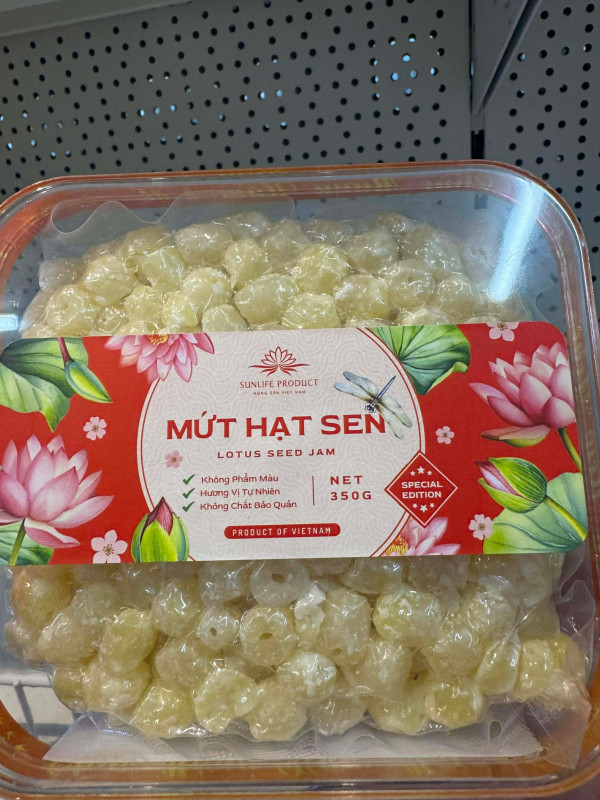 SUNLIFE PRODUCT
NÔNG SẢN VIỆT NAM
MỨT HẠT SEN
LOTUS SEED JAM
Không Phẩm Màu
Hương Vị Tự Nhiên
Không Chất Bảo Quản
NET
350G
SPECIAL
EDITION
PRODUCT OF VIETNAM